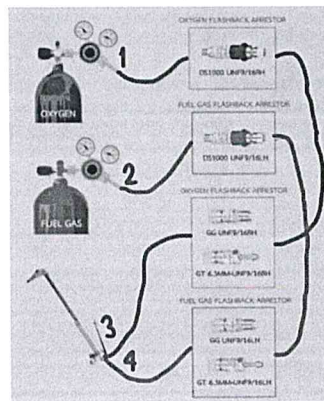 OXYGEN FLASHBACK ARRESTOR
1
DS1000 UNF9/16RH
OXYGEN
FUEL GAS FLASHBACK ARRESTOR
2
DS1000 UNF9/16LH
FUEL GAS
OXYGEN FLASHBACK ARRESTOR
GG UNF9/16RH
GT 6.3MM-UNF9/16RH
3
FUEL GAS FLASHBACK ARRESTOR
4
GG UNF9/16LH
GT 6.3MM-UNF9/16LH